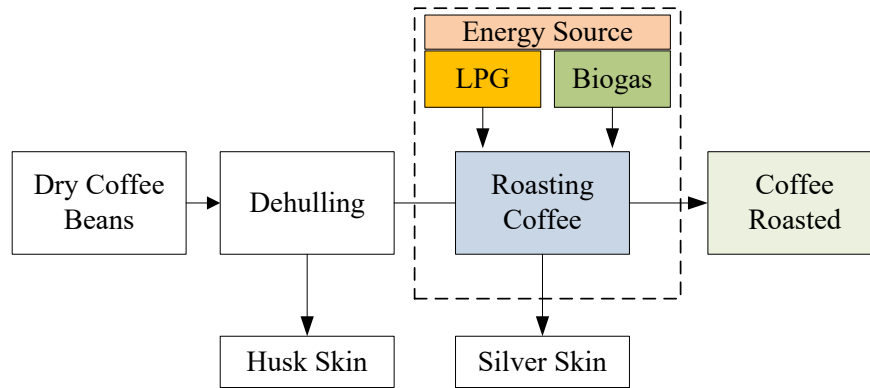 Energy Source
LPG
Biogas
Dry Coffee
Beans
Dehulling
Roasting
Coffee
Coffee
Roasted
Husk Skin
Silver Skin